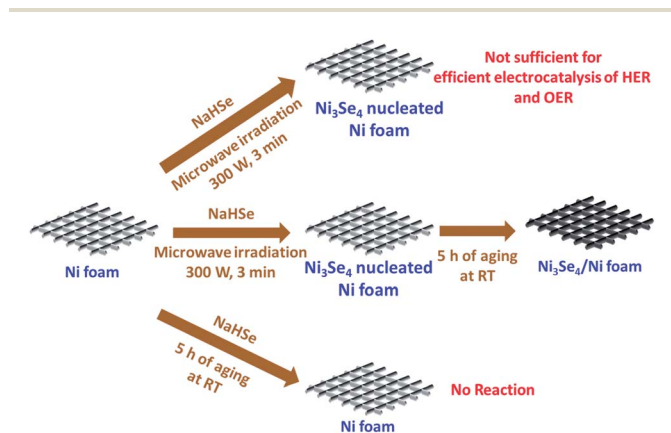 NaHSe
Microwave irradiation
300 W, 3 min
Ni₃Se₄ nucleated
Ni foam
Not sufficient for
efficient electrocatalysis of HER
and OER
Ni foam
NaHSe
Microwave irradiation
300 W, 3 min
Ni₃Se₄ nucleated
Ni foam
5 h of aging
at RT
Ni₃Se₄/Ni foam
NaHSe
5 h of aging
at RT
Ni foam
No Reaction